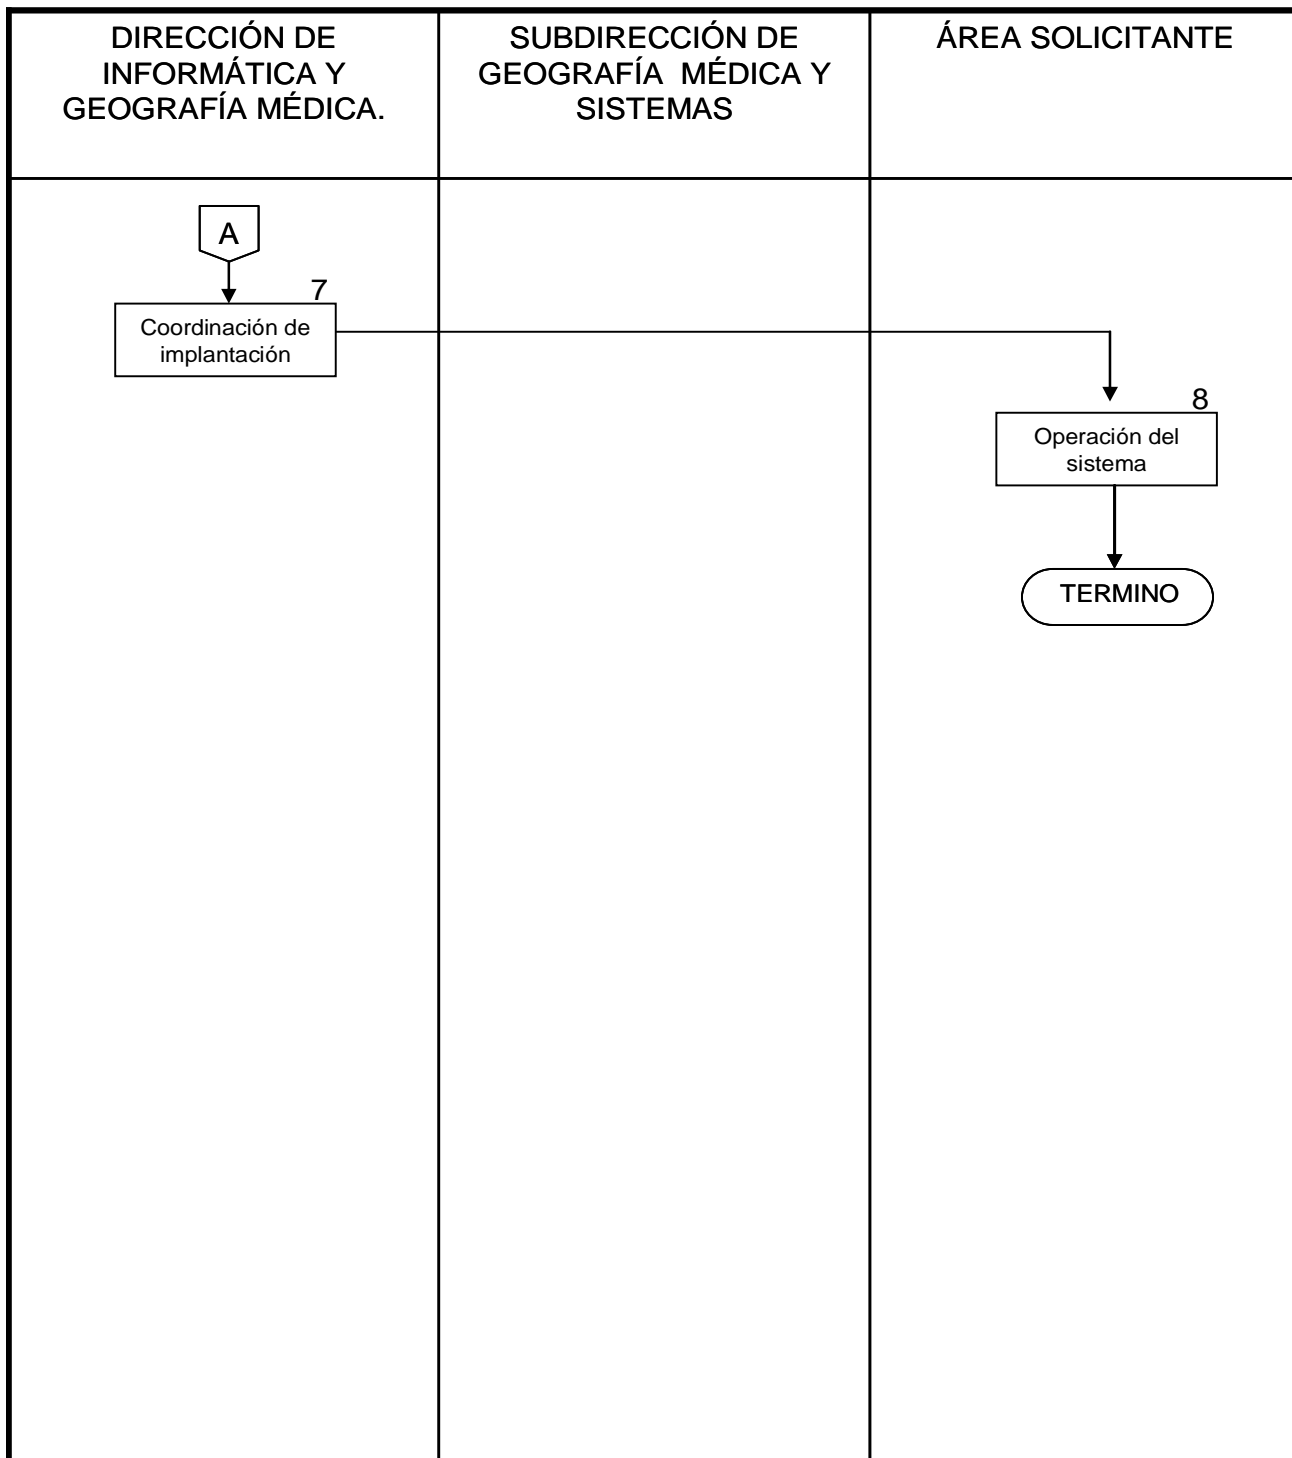 DIRECCIÓN DE
INFORMÁTICA Y
GEOGRAFÍA MÉDICA.
SUBDIRECCIÓN DE
GEOGRAFÍA  MÉDICA Y
SISTEMAS
ÁREA SOLICITANTE
A
7
Coordinación de
implantación
8
Operación del
sistema
TERMINO